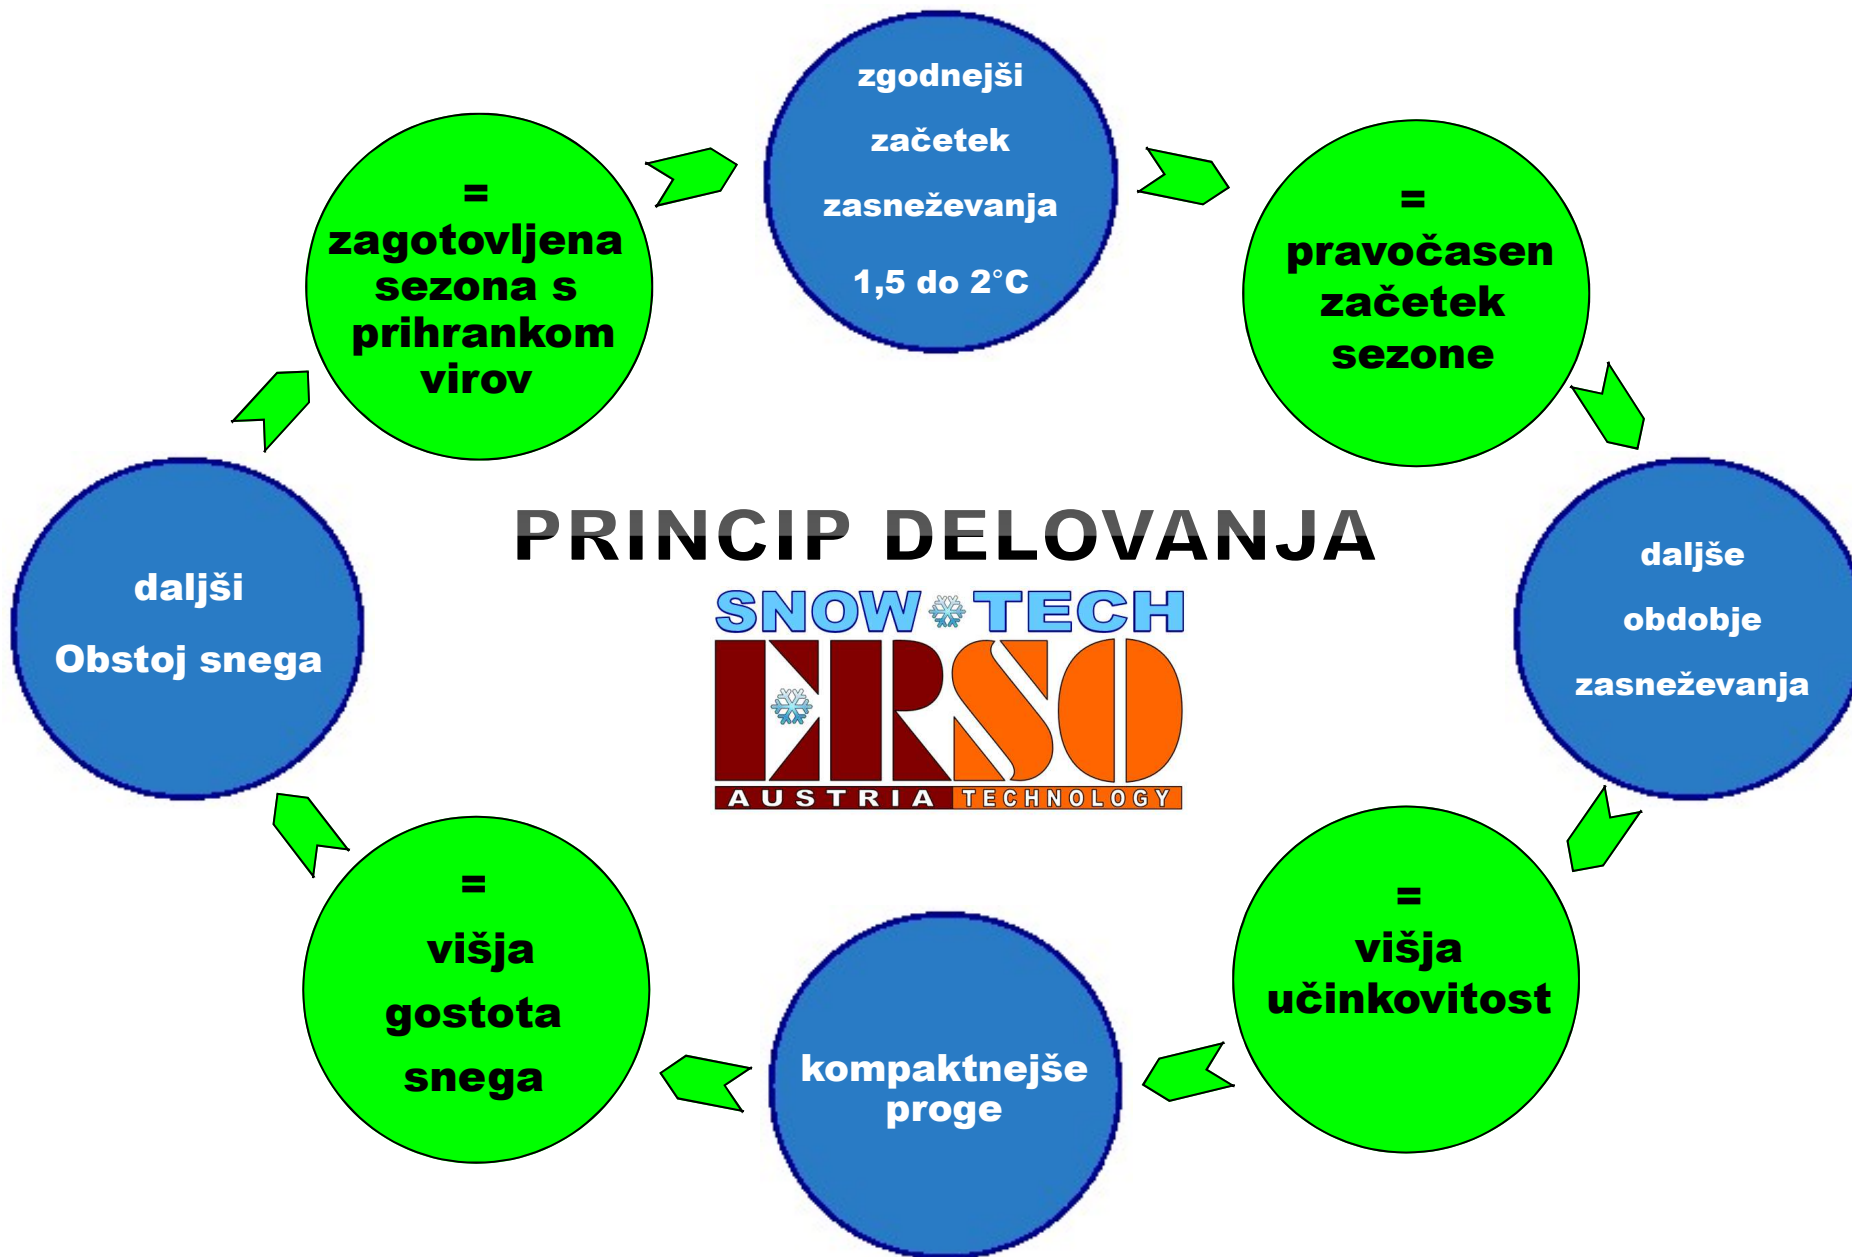 zgodnejši
začetek
zasneževanja
1,5 do 2°C
=
pravočasen
začetek
sezone
daljše
obdobje
zasneževanja
=
višja
učinkovitost
kompaktnejše
proge
=
višja
gostota
snega
daljši
Obstoj snega
=
zagotovljena
sezona s
prihrankom
virov
PRINCIP DELOVANJA
SNOW TECH
ERSO
AUSTRIA TECHNOLOGY